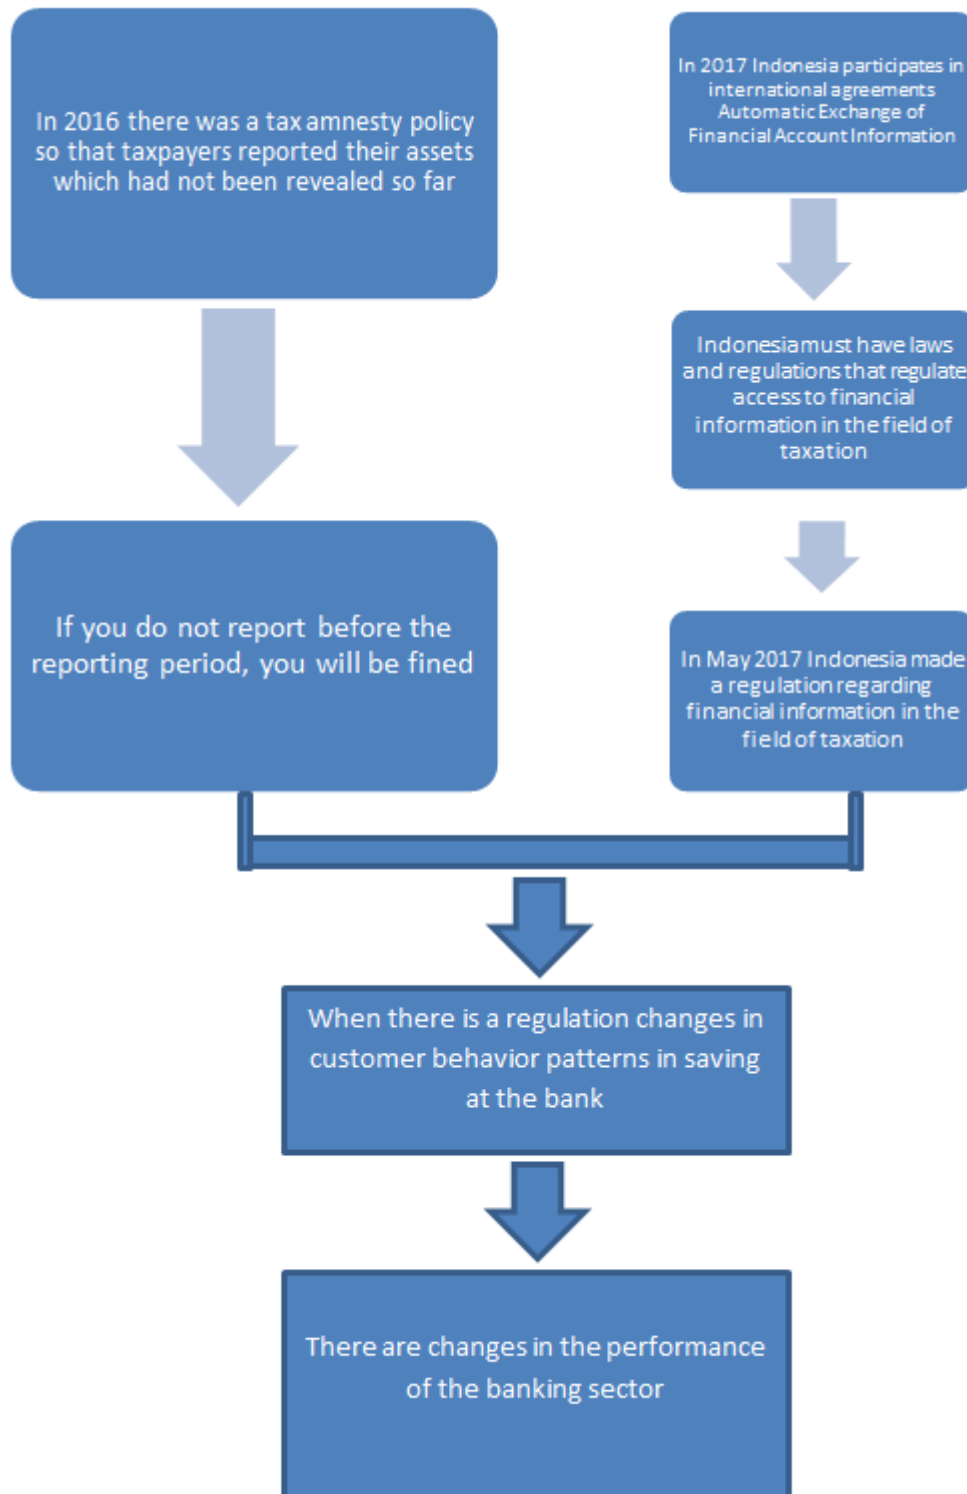 In 2016 there was a tax amnesty policy
so that taxpayers reported their assets
which had not been revealed so far
If you do not report before the
reporting period, you will be fined
In 2017 Indonesia participates in
international agreements
Automatic Exchange of
Financial Account Information
Indonesia must have laws
and regulations that regulate
access to financial
information in the field of
taxation
In May 2017 Indonesia made
a regulation regarding
financial information in the
field of taxation
When there is a regulation changes in
customer behavior patterns in saving
at the bank
There are changes in the performance
of the banking sector